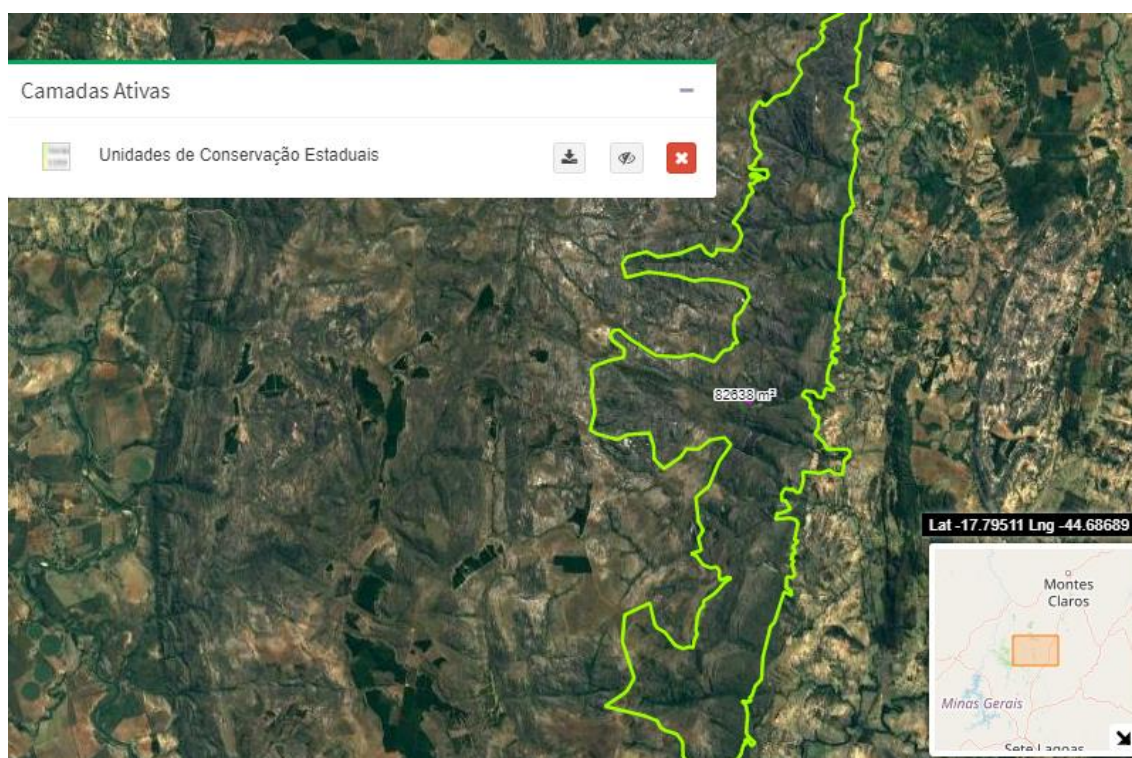 Camadas Ativas
Unidades de Conservação Estaduais
82638 m²
Lat -17.79511 Lng -44.68689
Montes
Claros
Minas Gerais
Sete Lagoas